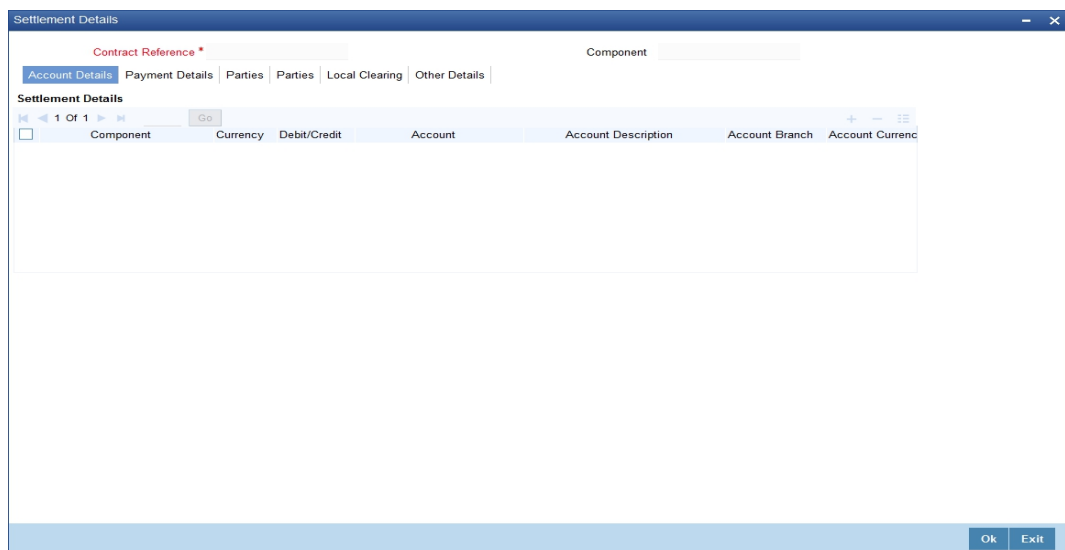 Settlement Details
Contract Reference * Component
Account Details Payment Details Parties Parties Local Clearing Other Details
Settlement Details
1 Of 1 Go
Component Currency Debit/Credit Account Account Description Account Branch Account Currenc
Ok Exit